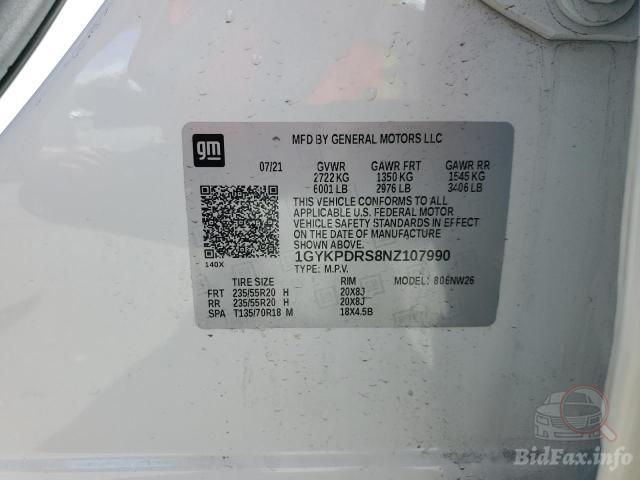 gm
MFD BY GENERAL MOTORS LLC
07/21 GVWR GAWR FRT GAWR RR
2722 KG 1350 KG 1545 KG
6001 LB 2976 LB 3406 LB
THIS VEHICLE CONFORMS TO ALL
APPLICABLE U.S. FEDERAL MOTOR
VEHICLE SAFETY STANDARDS IN EFFECT
ON THE DATE OF MANUFACTURE
SHOWN ABOVE.
140X 1GYKPDRS8NZ107990
TYPE: M.P.V. MODEL: 806NW26
TIRE SIZE RIM
FRT 235/55R20 H 20X8J
RR 235/55R20 H 20X8J
SPA T135/70R18 M 18X4.5B
BidFax.info